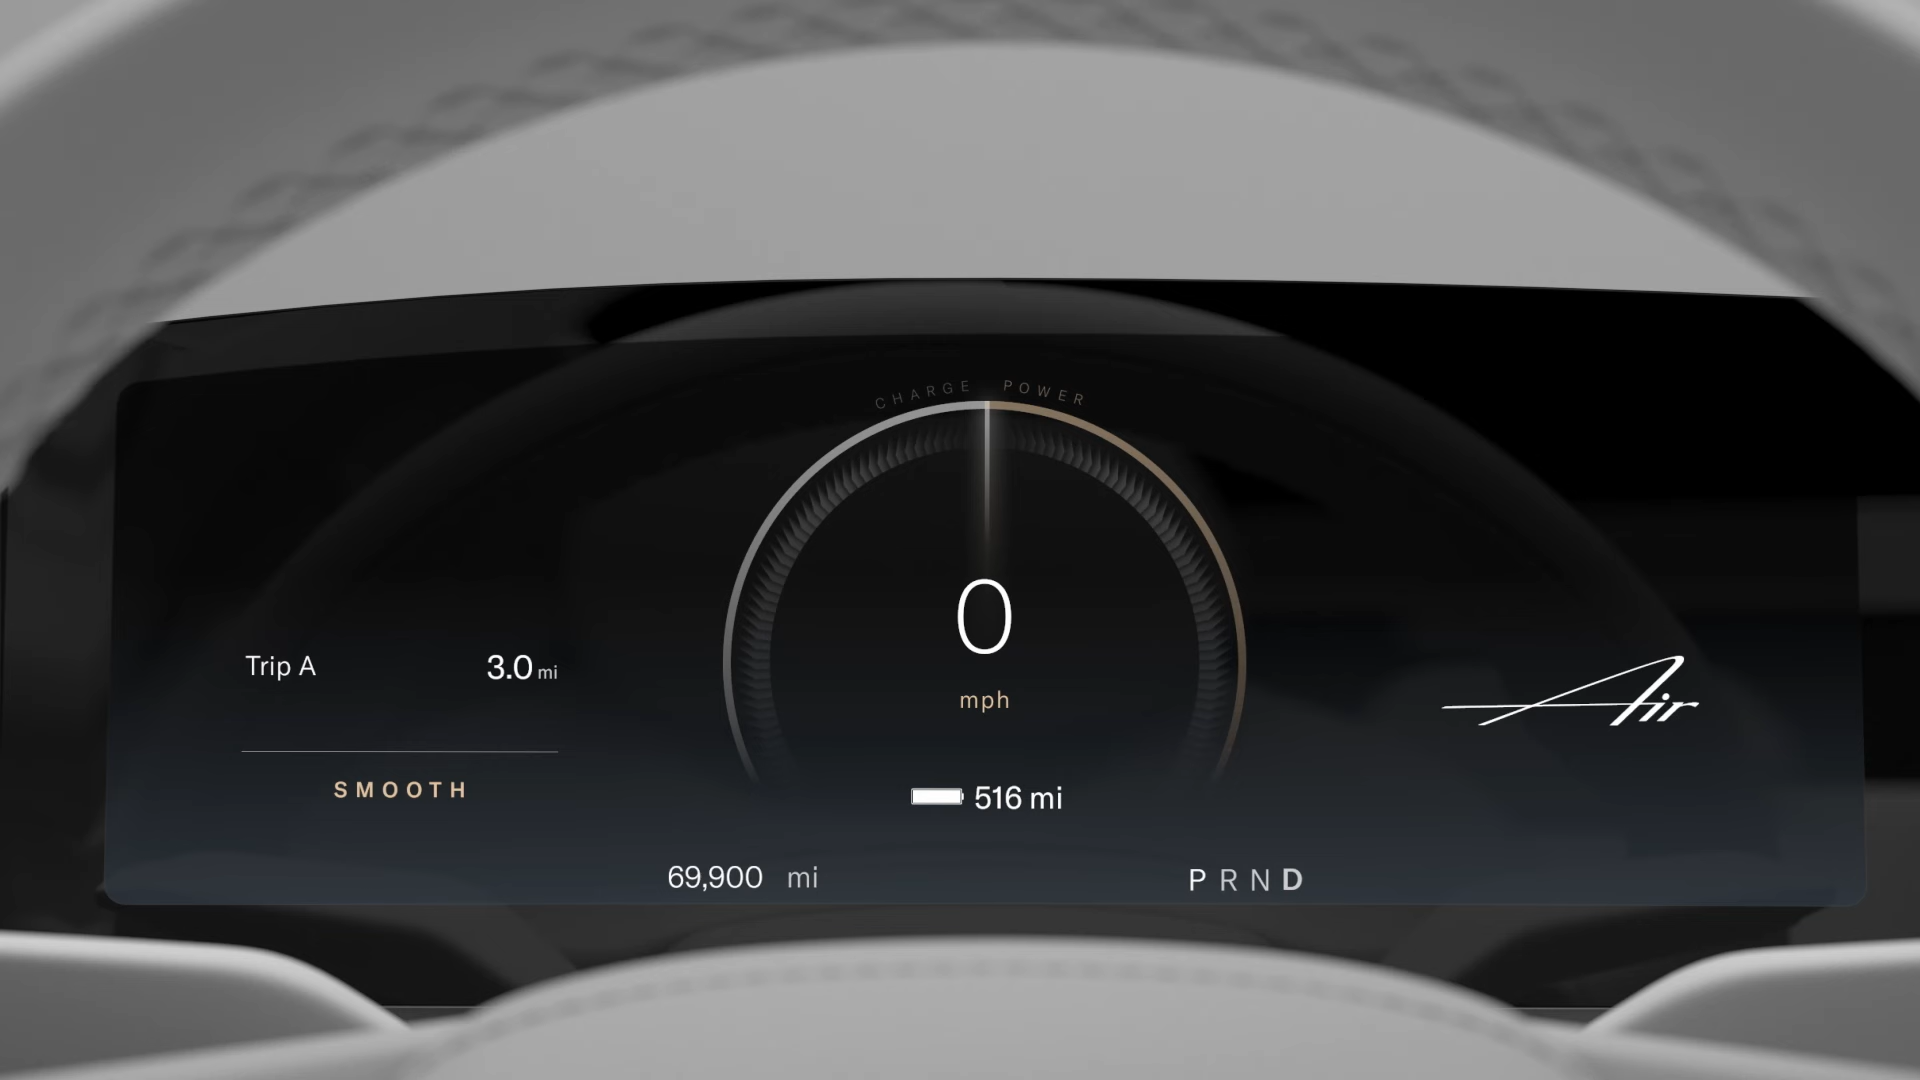 CHARGE POWER
0
mph
Trip A 3.0 mi
SMOOTH
516 mi
69,900 mi
P R N D
Air